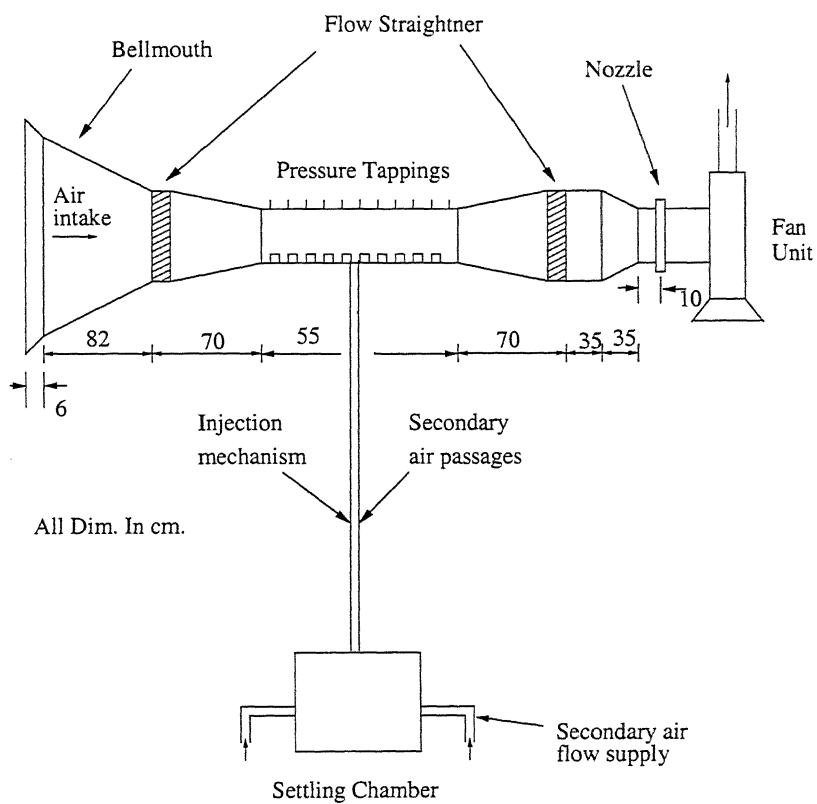 Flow Straightner
Bellmouth
Nozzle
Pressure Tappings
Air
intake
Fan
Unit
10
82
70
55
70
35
35
6
Injection
mechanism
Secondary
air passages
All Dim. In cm.
Secondary air
flow supply
Settling Chamber